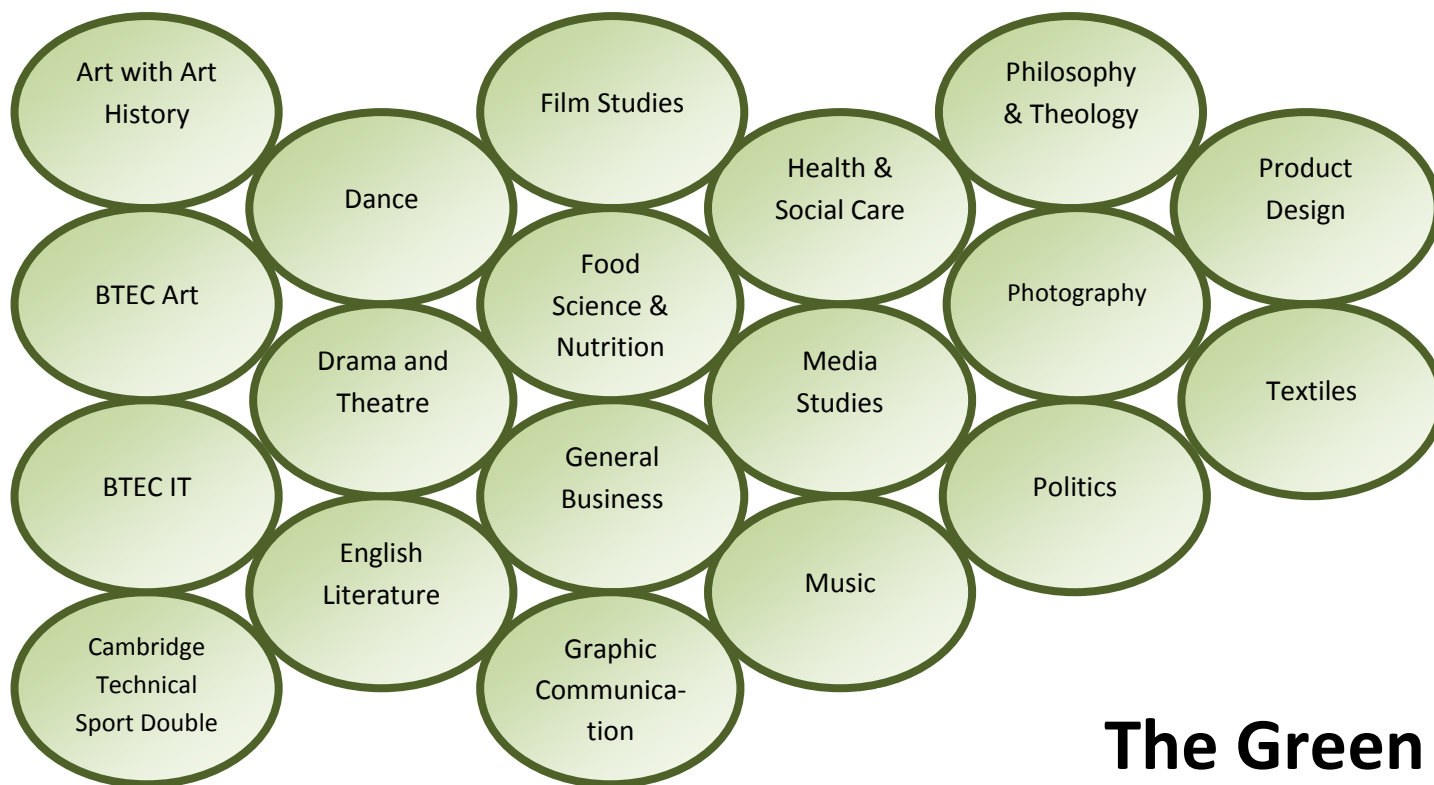 Art with Art
History
BTEC Art
BTEC IT
Cambridge
Technical
Sport Double
Dance
Drama and
Theatre
English
Literature
Film Studies
Food
Science &
Nutrition
General
Business
Graphic
Communica-
tion
Health &
Social Care
Media
Studies
Music
Philosophy
& Theology
Photography
Politics
Product
Design
Textiles
The Green